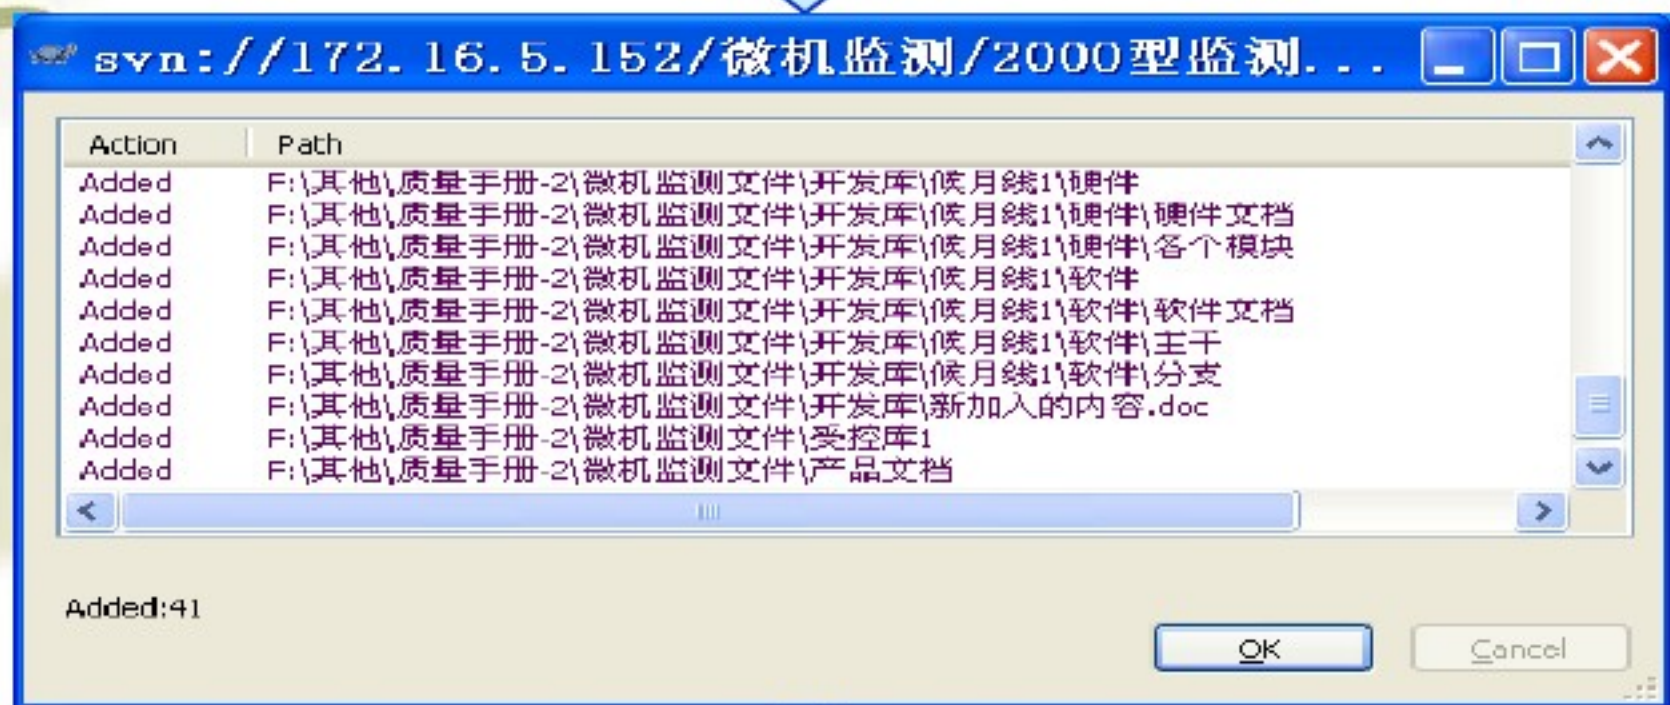 svn://172.16.5.152/微机监测/2000型监测...
Action Path
Added F:\其他\质量手册-2\微机监测文件\开发库\候月线1\硬件
Added F:\其他\质量手册-2\微机监测文件\开发库\候月线1\硬件\硬件文档
Added F:\其他\质量手册-2\微机监测文件\开发库\候月线1\硬件\各个模块
Added F:\其他\质量手册-2\微机监测文件\开发库\候月线1\软件
Added F:\其他\质量手册-2\微机监测文件\开发库\候月线1\软件\软件文档
Added F:\其他\质量手册-2\微机监测文件\开发库\候月线1\软件\主干
Added F:\其他\质量手册-2\微机监测文件\开发库\候月线1\软件\分支
Added F:\其他\质量手册-2\微机监测文件\开发库\新加入的内容.doc
Added F:\其他\质量手册-2\微机监测文件\受控库1
Added F:\其他\质量手册-2\微机监测文件\产品文档
Added:41
OK Cancel